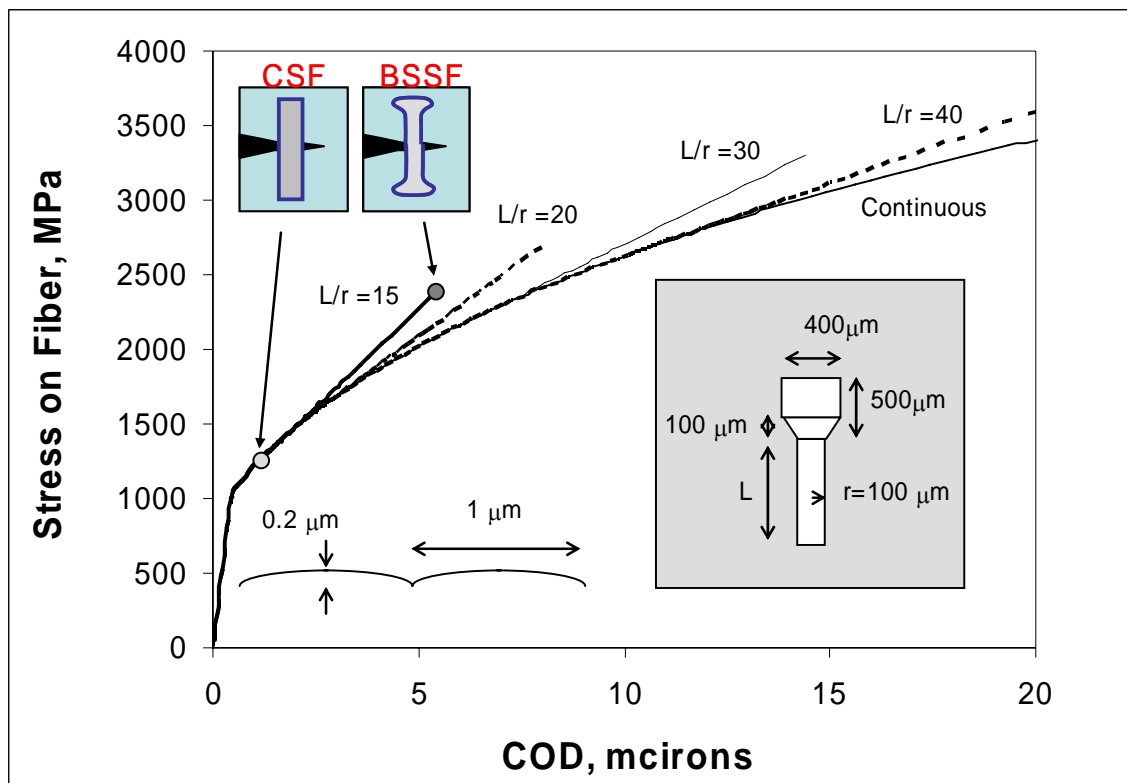 4000
3500
3000
2500
2000
1500
1000
500
0
Stress on Fiber, MPa
CSF
BSSF
L/r =40
L/r =30
L/r =20
Continuous
L/r =15
400μm
500μm
100 μm
L
r=100 μm
0.2 μm
1 μm
0
5
10
15
20
COD, mcirons